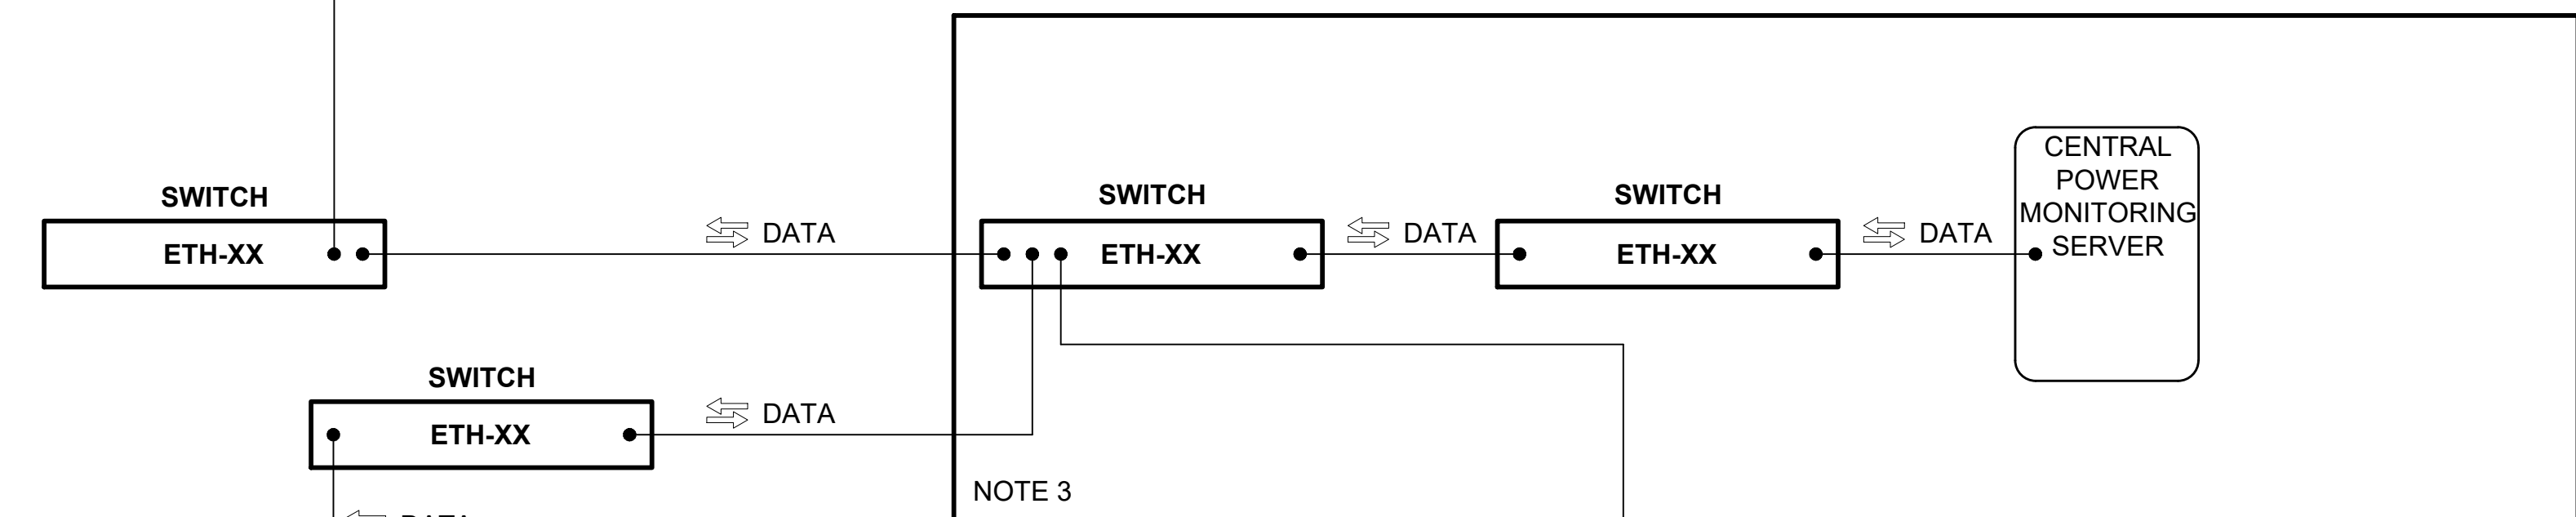 SWITCH
ETH-XX
DATA
SWITCH
ETH-XX
DATA
SWITCH
ETH-XX
DATA
CENTRAL
POWER
MONITORING
SERVER
SWITCH
ETH-XX
DATA
NOTE 3